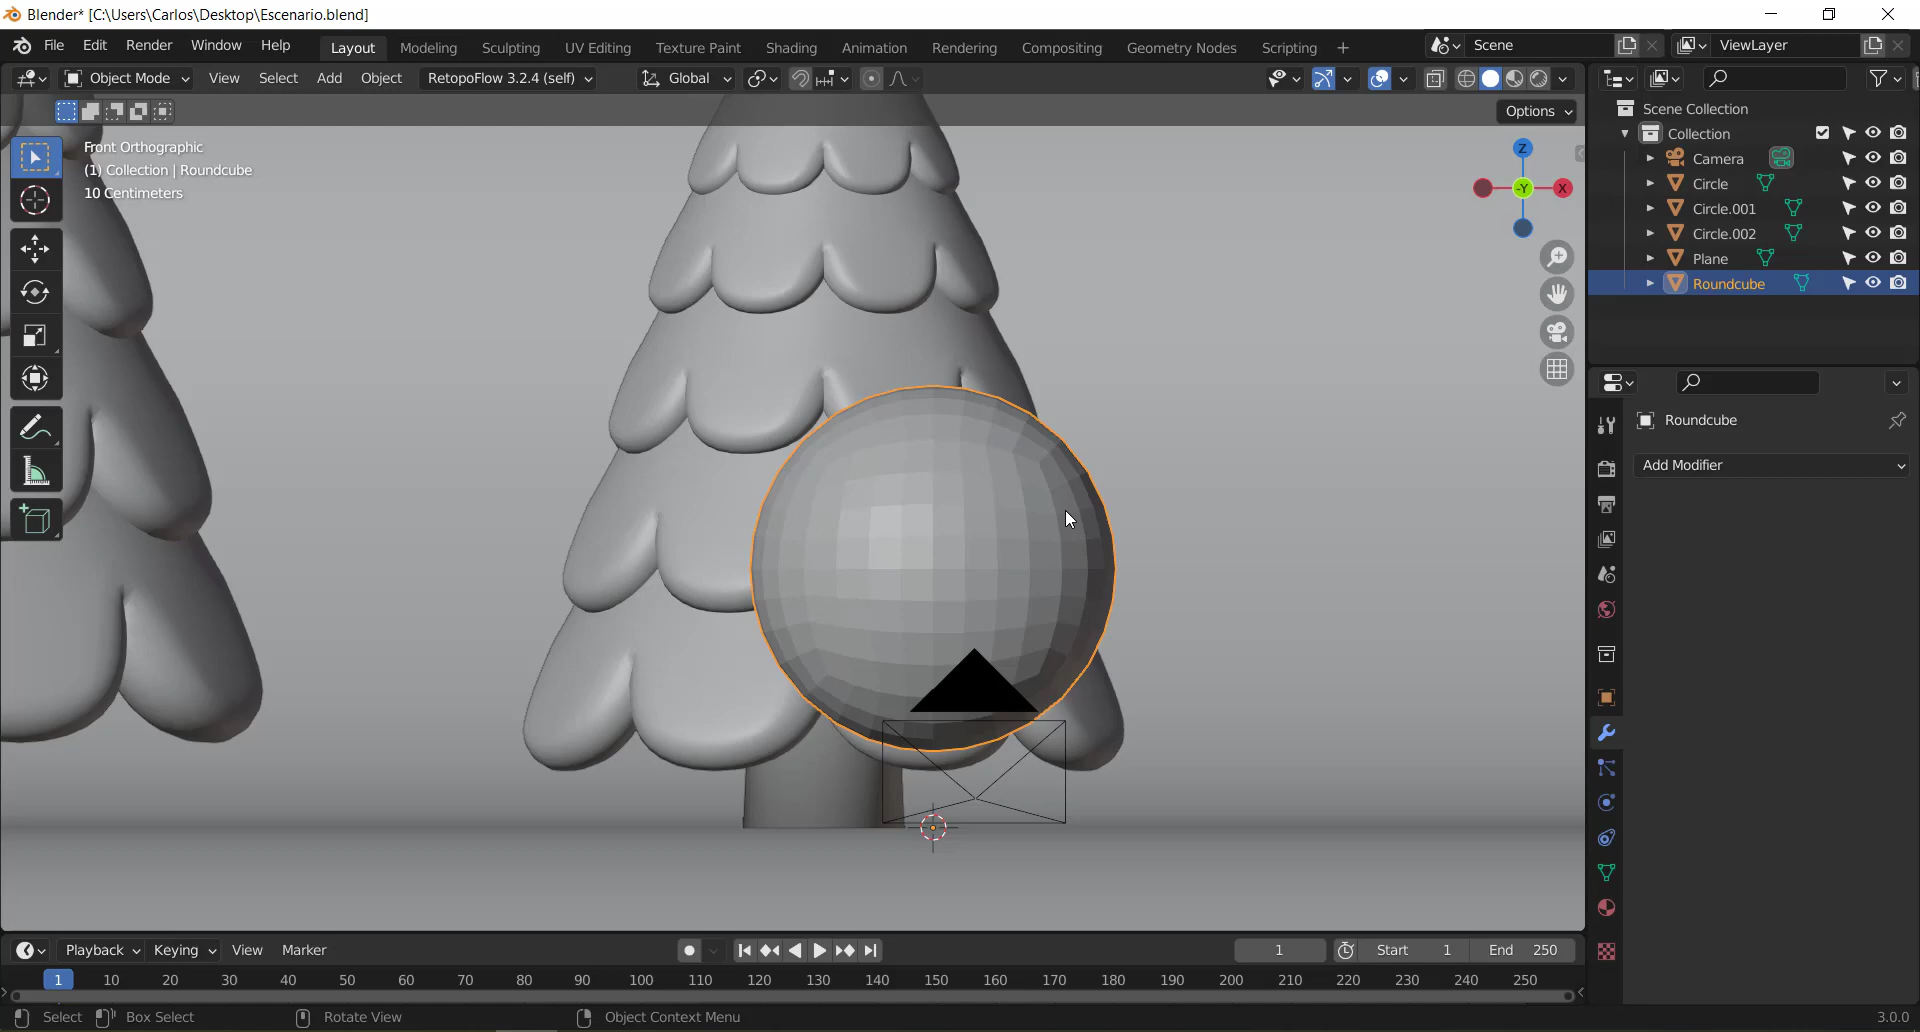 Blender* [C:\Users\Carlos\Desktop\Escenario.blend]
File Edit Render Window Help Layout Modeling Sculpting UV Editing Texture Paint Shading Animation Rendering Compositing Geometry Nodes Scripting + Scene ViewLayer
Object Mode View Select Add Object RetopoFlow 3.2.4 (self) Global
Options
Front Orthographic
(1) Collection | Roundcube
10 Centimeters
Z
-Y X
Scene Collection
Collection
Camera
Circle
Circle.001
Circle.002
Plane
Roundcube
Roundcube
Add Modifier
Playback Keying View Marker 1 Start 1 End 250
1 10 20 30 40 50 60 70 80 90 100 110 120 130 140 150 160 170 180 190 200 210 220 230 240 250
Select Box Select Rotate View Object Context Menu 3.0.0